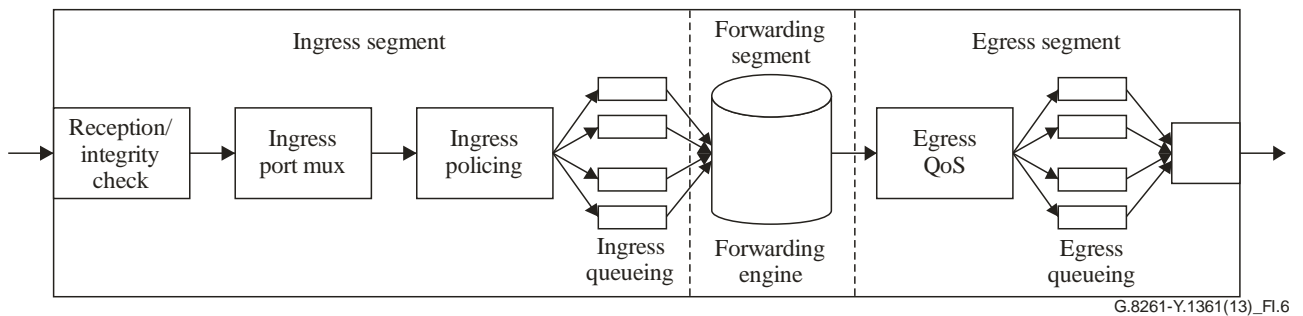 Ingress segment
Forwarding
segment
Egress segment
Reception/
integrity
check
Ingress
port mux
Ingress
policing
Ingress
queueing
Forwarding
engine
Egress
QoS
Egress
queueing
G.8261-Y.1361(13)_FI.6